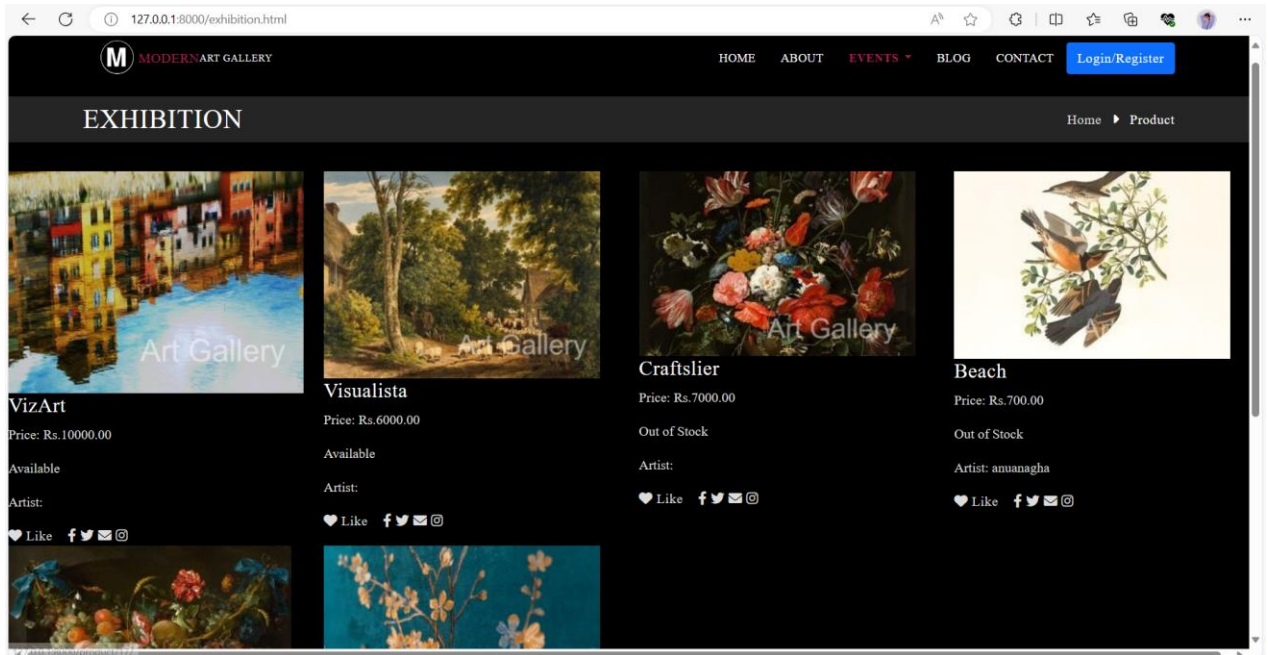 127.0.0.1:8000/exhibition.html
M MODERNART GALLERY
HOME ABOUT EVENTS BLOG CONTACT Login/Register
EXHIBITION
Home Product
Art Gallery
VizArt
Price: Rs.10000.00
Available
Artist:
Like
Art Gallery
Visualista
Price: Rs.6000.00
Available
Artist:
Like
Art Gallery
Craftslier
Price: Rs.7000.00
Out of Stock
Artist:
Like
Beach
Price: Rs.700.00
Out of Stock
Artist: anuanagha
Like